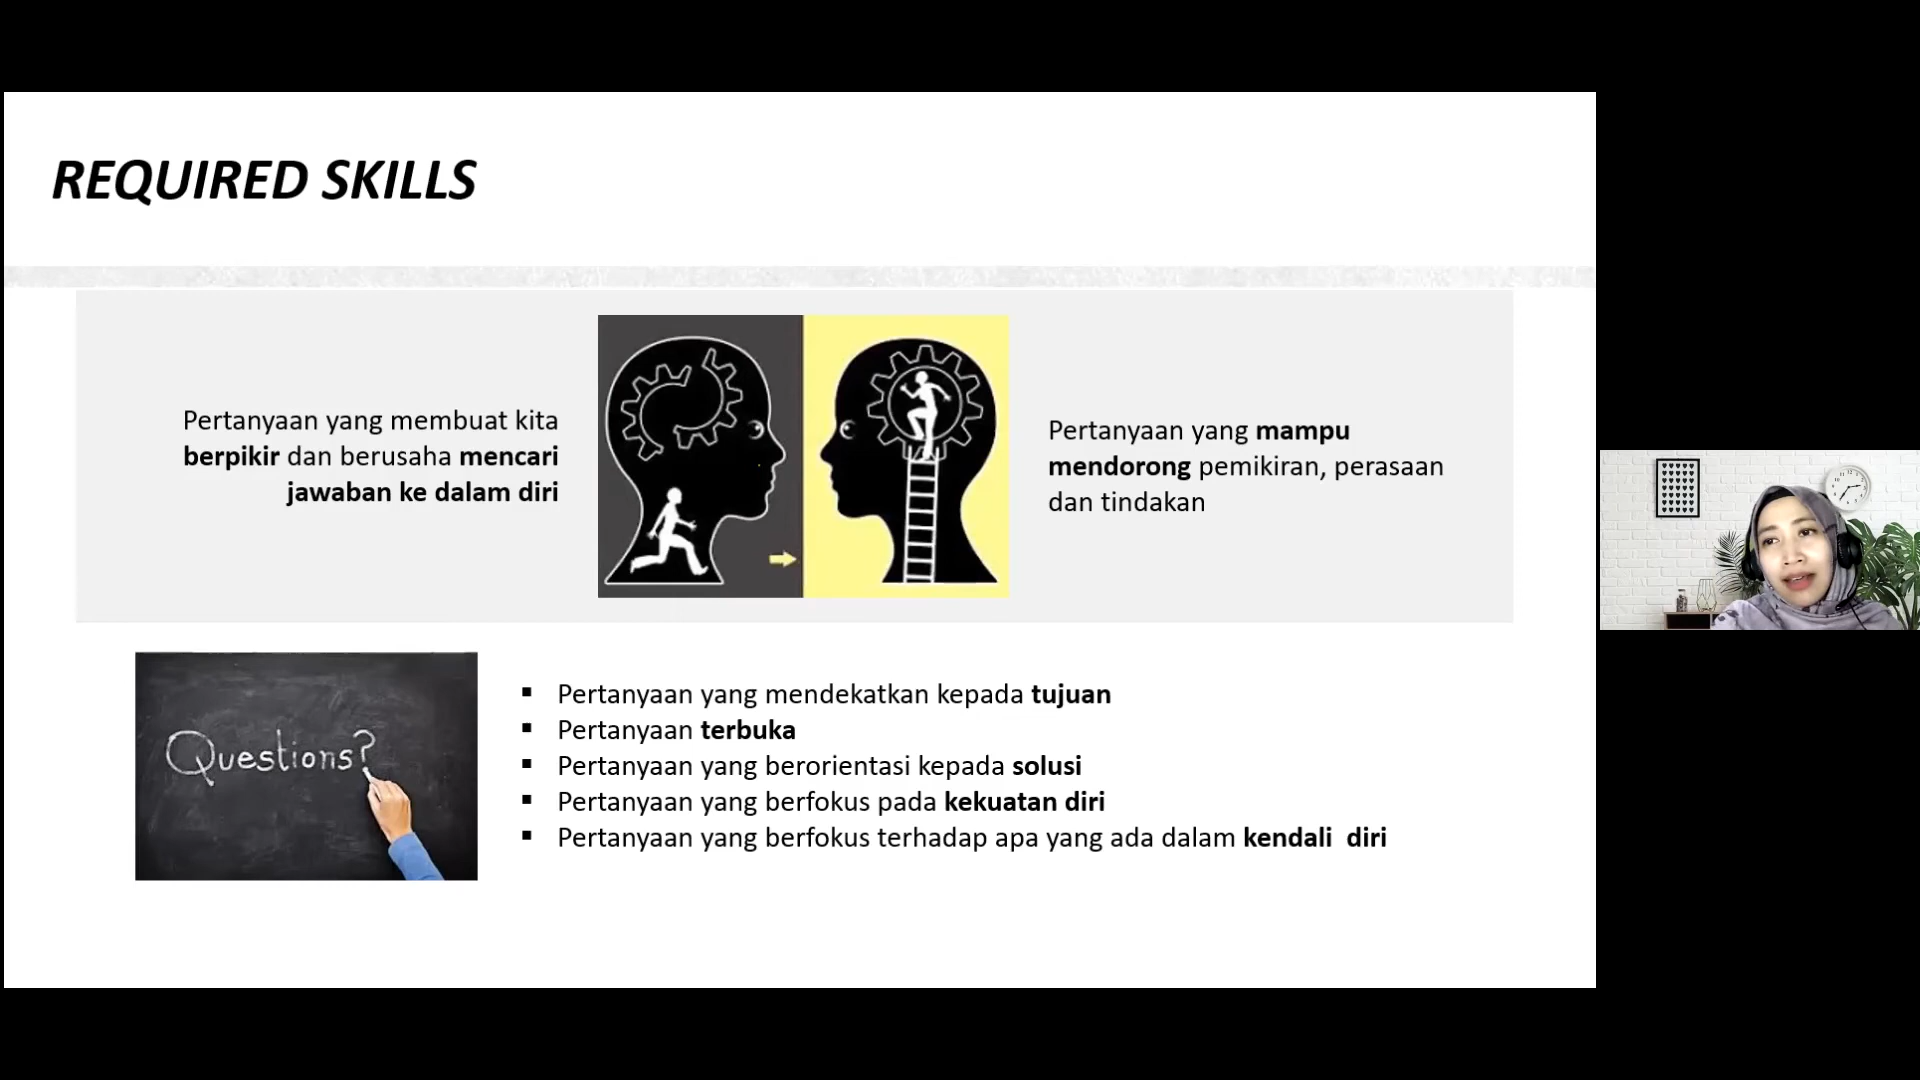 REQUIRED SKILLS
Pertanyaan yang membuat kita
berpikir dan berusaha mencari
jawaban ke dalam diri
Pertanyaan yang mampu
mendorong pemikiran, perasaan
dan tindakan
Questions?
▪ Pertanyaan yang mendekatkan kepada tujuan
▪ Pertanyaan terbuka
▪ Pertanyaan yang berorientasi kepada solusi
▪ Pertanyaan yang berfokus pada kekuatan diri
▪ Pertanyaan yang berfokus terhadap apa yang ada dalam kendali  diri